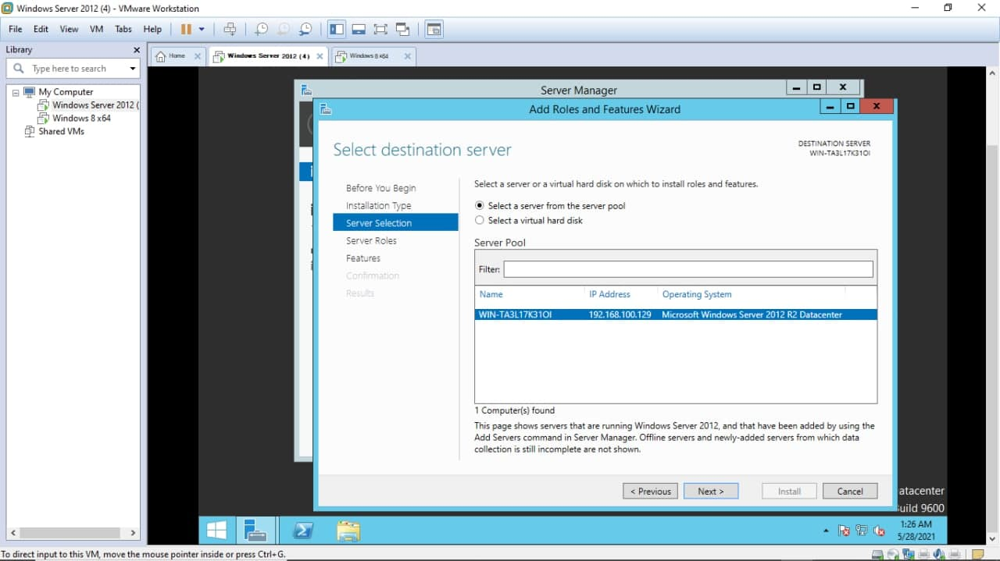 Windows Server 2012 (4) - VMware Workstation
File Edit View VM Tabs Help
Library
Type here to search
My Computer
Windows Server 2012 (
Windows 8 x64
Shared VMs
Home
Windows Server 2012 (4)
Windows 8 x64
Server Manager
Add Roles and Features Wizard
Select destination server
DESTINATION SERVER
WIN-TA3L17K31OI
Before You Begin
Installation Type
Server Selection
Server Roles
Features
Confirmation
Results
Select a server or a virtual hard disk on which to install roles and features.
Select a server from the server pool
Select a virtual hard disk
Server Pool
Filter:
Name IP Address Operating System
WIN-TA3L17K31OI 192.168.100.129 Microsoft Windows Server 2012 R2 Datacenter
1 Computer(s) found
This page shows servers that are running Windows Server 2012, and that have been added by using the
Add Servers command in Server Manager. Offline servers and newly-added servers from which data
collection is still incomplete are not shown.
< Previous Next > Install Cancel
atacenter
uild 9600
1:26 AM
5/28/2021
To direct input to this VM, move the mouse pointer inside or press Ctrl+G.